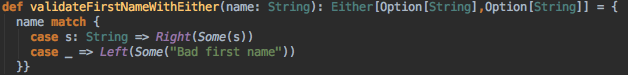 def validateFirstNameWithEither(name: String): Either[Option[String],Option[String]] = {
  name match {
    case s: String => Right(Some(s))
    case _ => Left(Some("Bad first name"))
  }}